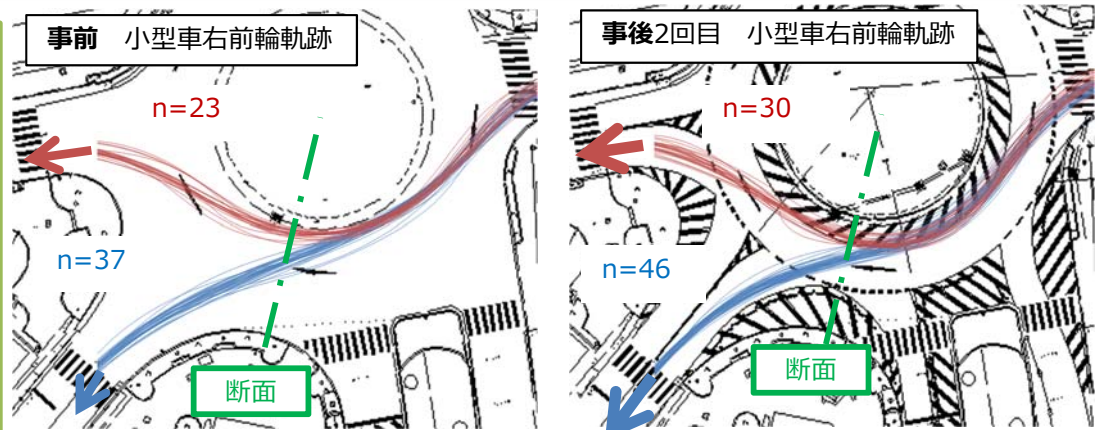 事前　小型車右前輪軌跡
n=23
n=37
断面
事後2回目　小型車右前輪軌跡
n=30
n=46
断面